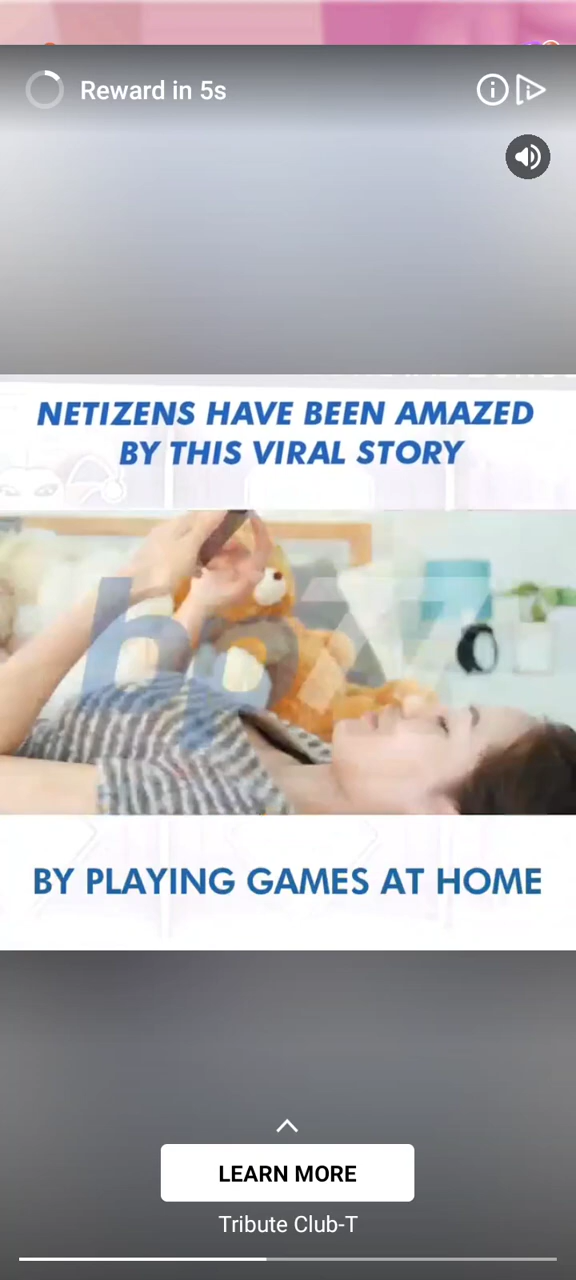 Reward in 5s
NETIZENS HAVE BEEN AMAZED
BY THIS VIRAL STORY
BY PLAYING GAMES AT HOME
LEARN MORE
Tribute Club-T